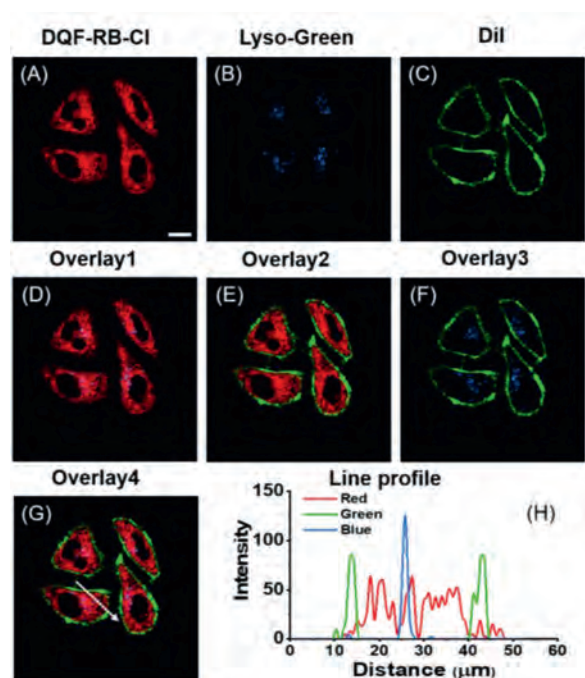 DQF-RB-Cl Lyso-Green Dil
(A) (B) (C)
Overlay1 Overlay2 Overlay3
(D) (E) (F)
Overlay4 Line profile
(G) (H)
150
100
50
0
Intensity
Red
Green
Blue
0 10 20 30 40 50 60
Distance (μm)